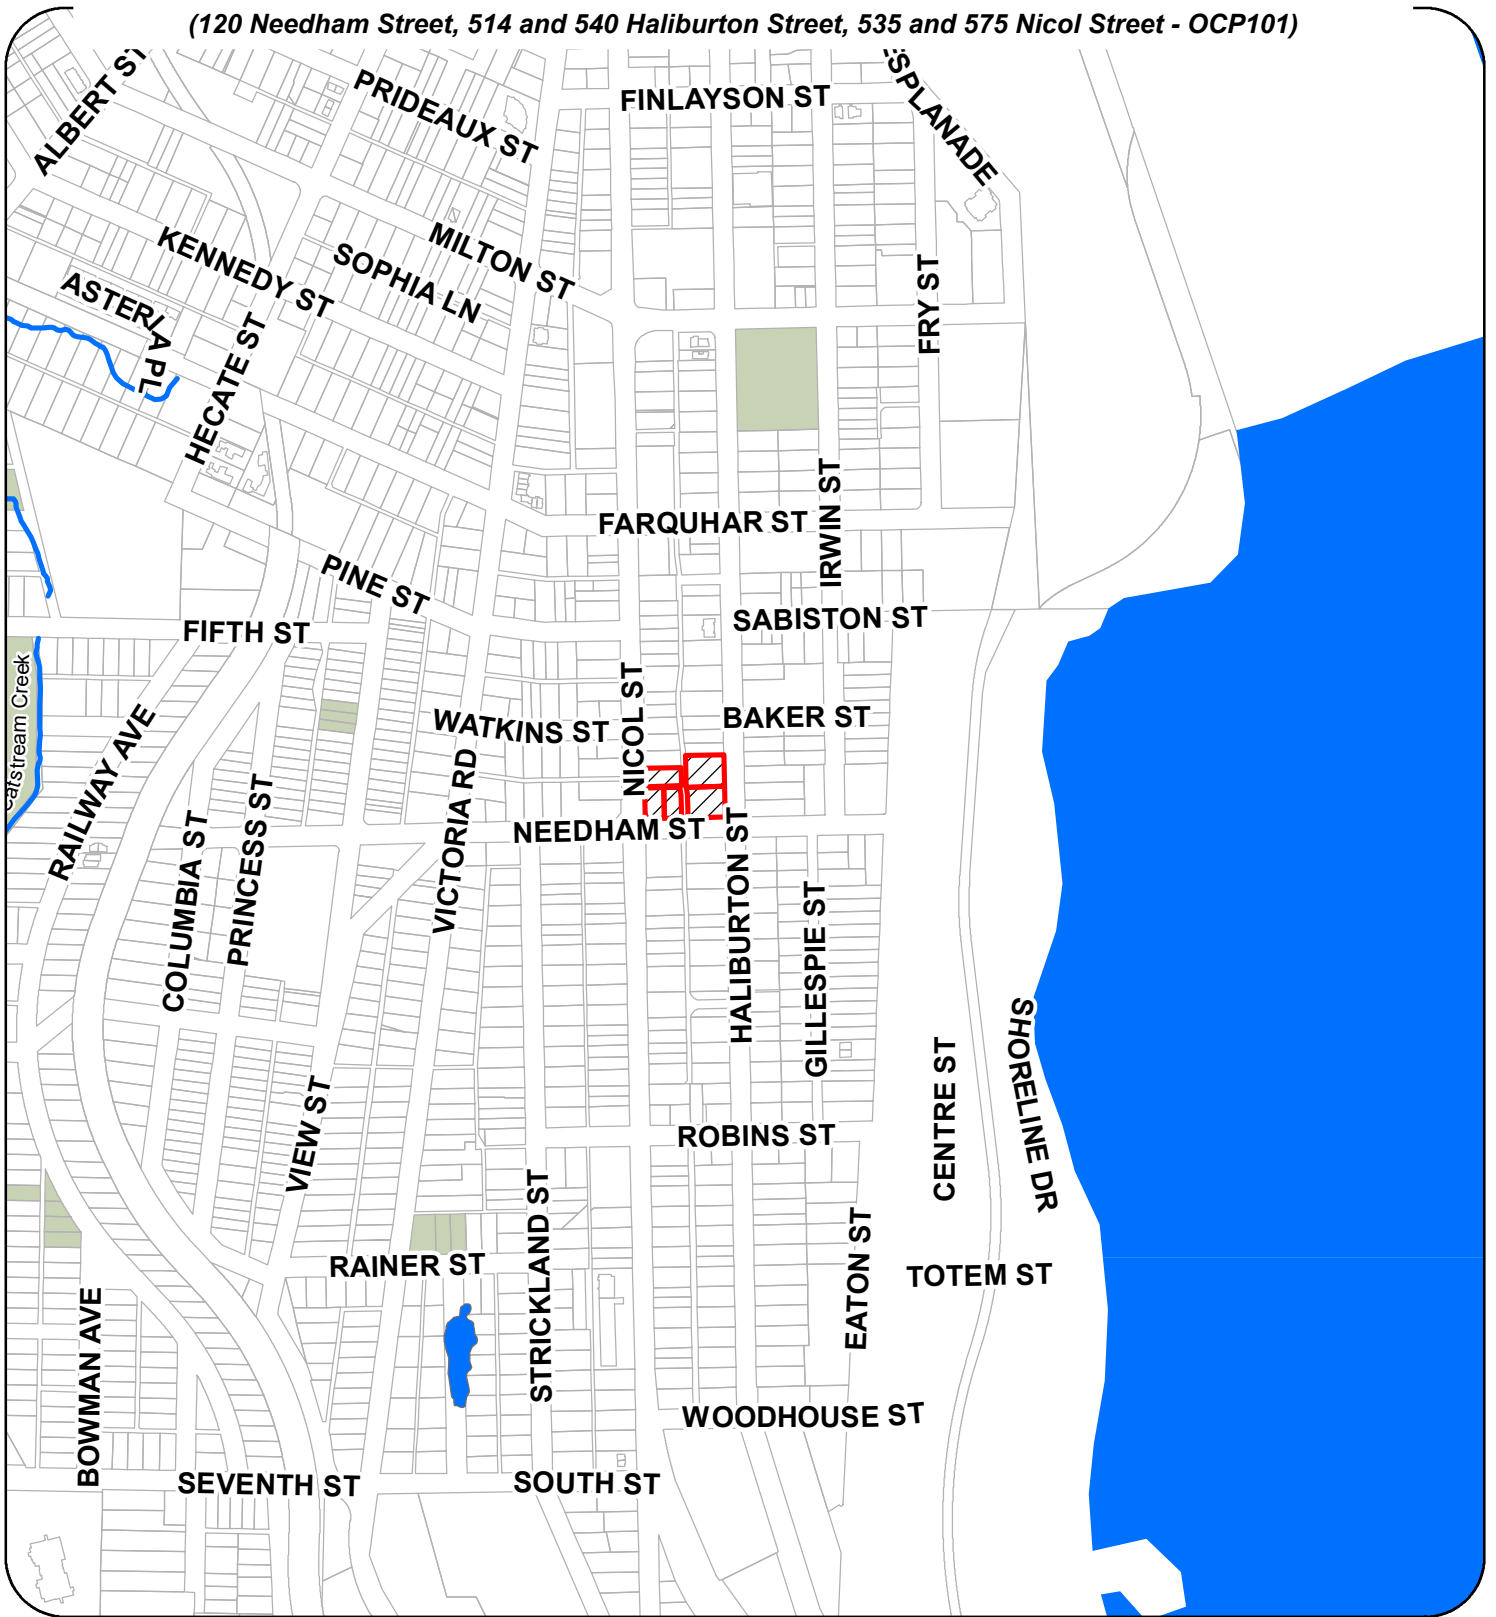 (120 Needham Street, 514 and 540 Haliburton Street, 535 and 575 Nicol Street - OCP101)
ALBERT ST
PRIDEAUX ST
FINLAYSON ST
ESPLANADE
KENNEDY ST
SOPHIA LN
MILTON ST
ASTERIA PL
HECATE ST
FRY ST
FARQUHAR ST
IRWIN ST
PINE ST
FIFTH ST
SABISTON ST
Catstream Creek
RAILWAY AVE
WATKINS ST
NICOL ST
BAKER ST
VICTORIA RD
PRINCESS ST
COLUMBIA ST
NEEDHAM ST
HALIBURTON ST
GILLESPIE ST
VIEW ST
ROBINS ST
CENTRE ST
SHORELINE DR
STRICKLAND ST
RAINER ST
EATON ST
TOTEM ST
BOWMAN AVE
WOODHOUSE ST
SEVENTH ST
SOUTH ST